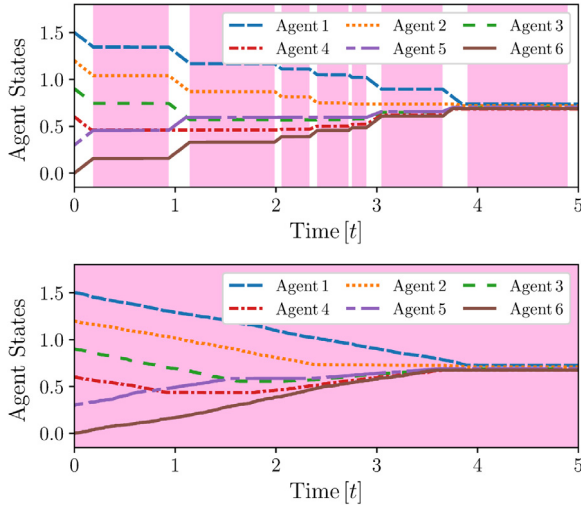 Agent 1 Agent 2 Agent 3
Agent 4 Agent 5 Agent 6
Agent States
1.5
1.0
0.5
0.0
0 1 2 3 4 5
Time [t]
Agent 1 Agent 2 Agent 3
Agent 4 Agent 5 Agent 6
Agent States
1.5
1.0
0.5
0.0
0 1 2 3 4 5
Time [t]